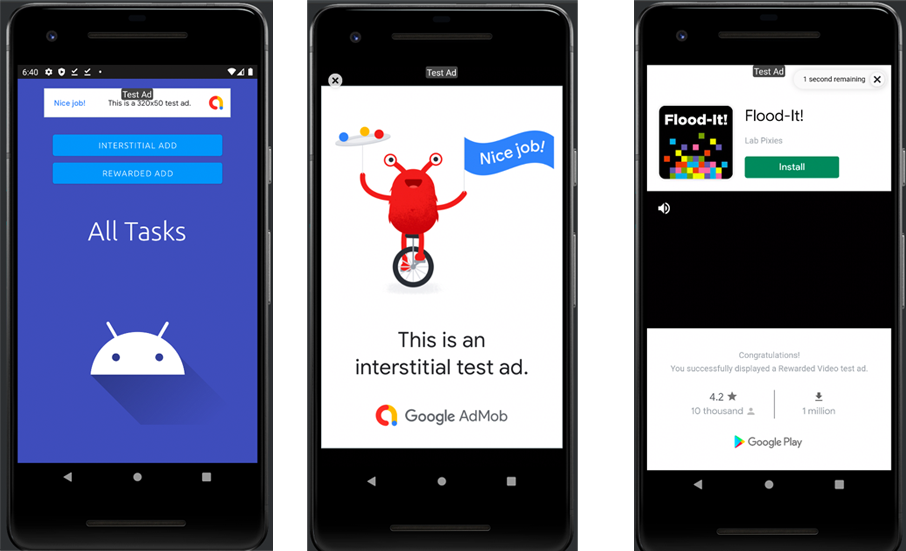 6:40
Test Ad
Nice job!
This is a 320x50 test ad.
INTERSTITIAL ADD
REWARDED ADD
All Tasks
Test Ad
Nice job!
This is an
interstitial test ad.
Google AdMob
Test Ad
1 second remaining
Flood-It!
Flood-It!
Lab Pixies
Install
Congratulations!
You successfully displayed a Rewarded Video test ad.
4.2 ★
10 thousand
1 million
Google Play